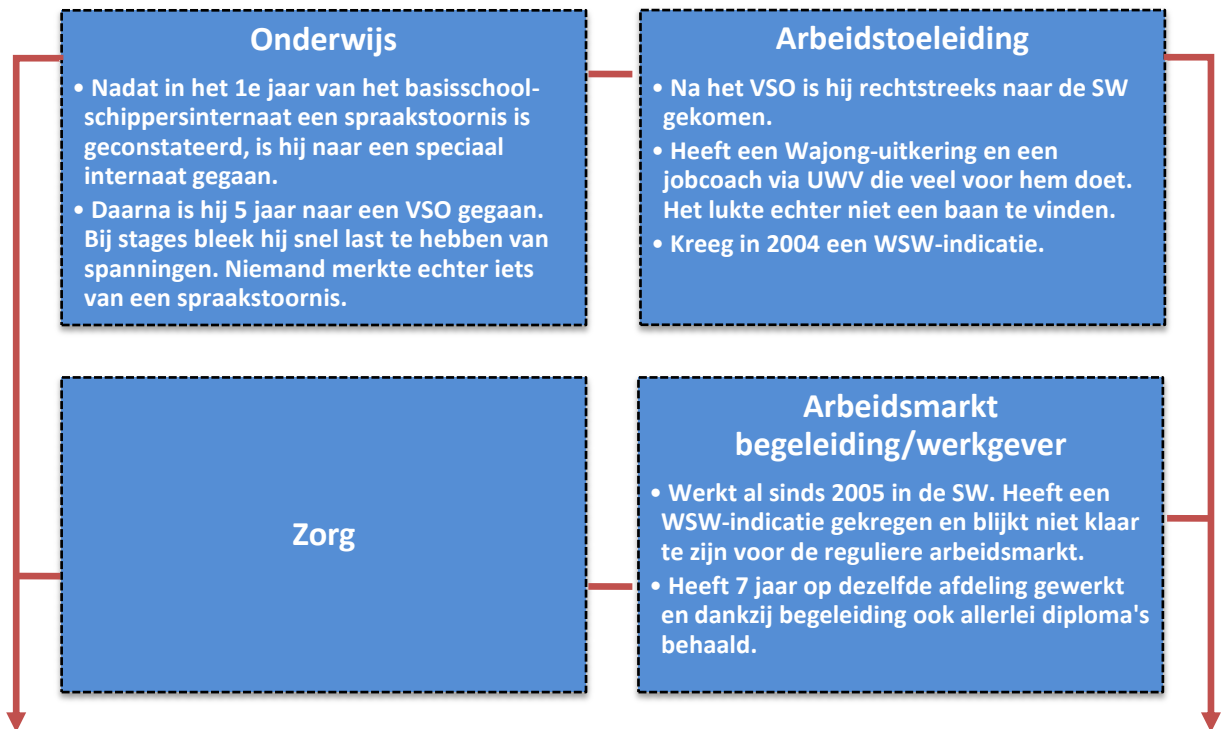 Onderwijs
• Nadat in het 1e jaar van het basisschool-
schippersinternaat een spraakstoornis is
geconstateerd, is hij naar een speciaal
internaat gegaan.
• Daarna is hij 5 jaar naar een VSO gegaan.
Bij stages bleek hij snel last te hebben van
spanningen. Niemand merkte echter iets
van een spraakstoornis.
Arbeidstoeleiding
• Na het VSO is hij rechtstreeks naar de SW
gekomen.
• Heeft een Wajong-uitkering en een
jobcoach via UWV die veel voor hem doet.
Het lukte echter niet een baan te vinden.
• Kreeg in 2004 een WSW-indicatie.
Zorg
Arbeidsmarkt
begeleiding/werkgever
• Werkt al sinds 2005 in de SW. Heeft een
WSW-indicatie gekregen en blijkt niet klaar
te zijn voor de reguliere arbeidsmarkt.
• Heeft 7 jaar op dezelfde afdeling gewerkt
en dankzij begeleiding ook allerlei diploma's
behaald.